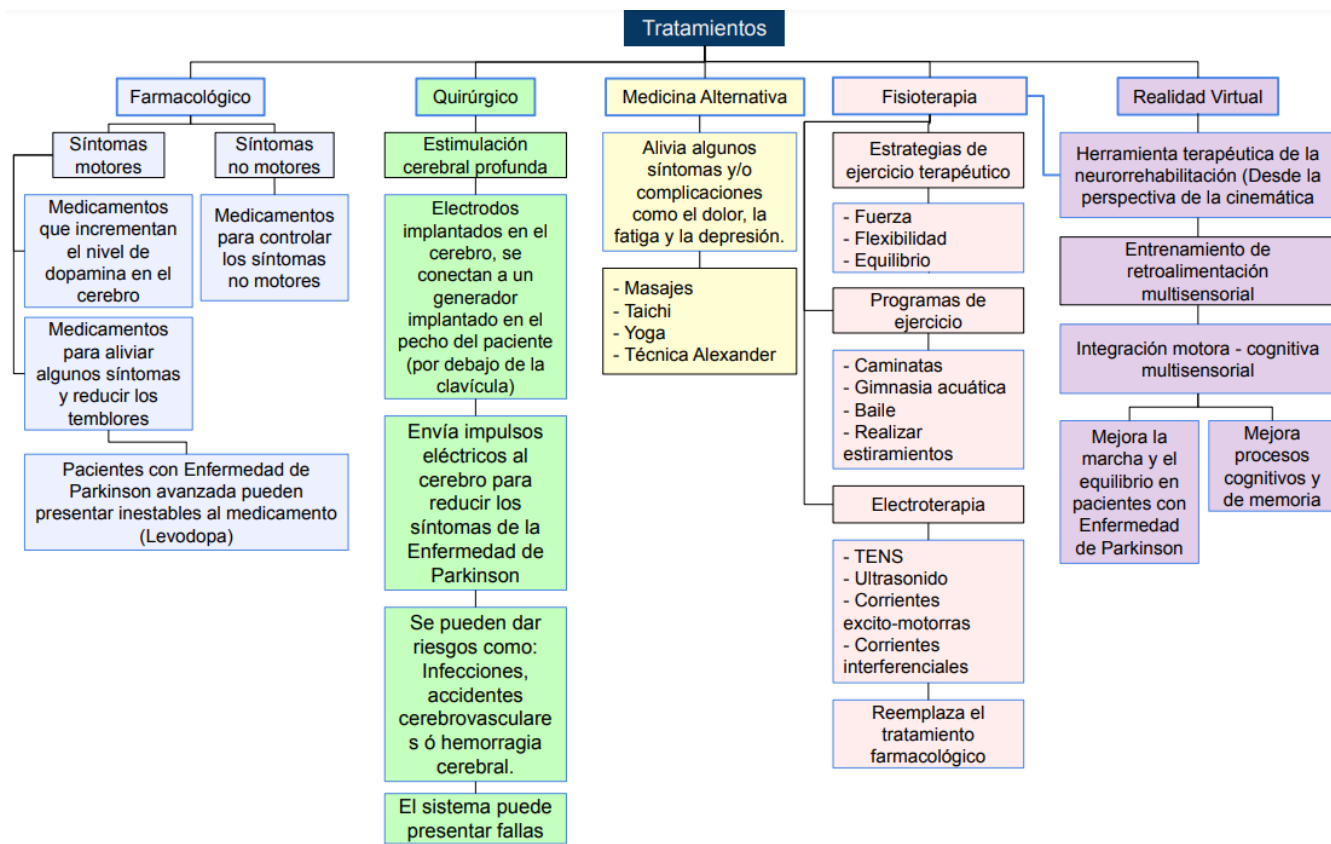 Tratamientos
Farmacológico
Síntomas
motores
Síntomas
no motores
Medicamentos
que incrementan
el nivel de
dopamina en el
cerebro
Medicamentos
para controlar
los síntomas
no motores
Medicamentos
para aliviar
algunos síntomas
y reducir los
temblores
Pacientes con Enfermedad de
Parkinson avanzada pueden
presentar inestables al medicamento
(Levodopa)
Quirúrgico
Estimulación
cerebral profunda
Electrodos
implantados en el
cerebro, se
conectan a un
generador
implantado en el
pecho del paciente
(por debajo de la
clavícula)
Envía impulsos
eléctricos al
cerebro para
reducir los
síntomas de la
Enfermedad de
Parkinson
Se pueden dar
riesgos como:
Infecciones,
accidentes
cerebrovasculare
s ó hemorragia
cerebral.
El sistema puede
presentar fallas
Medicina Alternativa
Alivia algunos
síntomas y/o
complicaciones
como el dolor, la
fatiga y la depresión.
- Masajes
- Taichi
- Yoga
- Técnica Alexander
Fisioterapia
Estrategias de
ejercicio terapéutico
- Fuerza
- Flexibilidad
- Equilibrio
Programas de
ejercicio
- Caminatas
- Gimnasia acuática
- Baile
- Realizar
estiramientos
Electroterapia
- TENS
- Ultrasonido
- Corrientes
excito-motorras
- Corrientes
interferenciales
Reemplaza el
tratamiento
farmacológico
Realidad Virtual
Herramienta terapéutica de la
neurorrehabilitación (Desde la
perspectiva de la cinemática
Entrenamiento de
retroalimentación
multisensorial
Integración motora - cognitiva
multisensorial
Mejora la
marcha y el
equilibrio en
pacientes con
Enfermedad
de Parkinson
Mejora
procesos
cognitivos y
de memoria